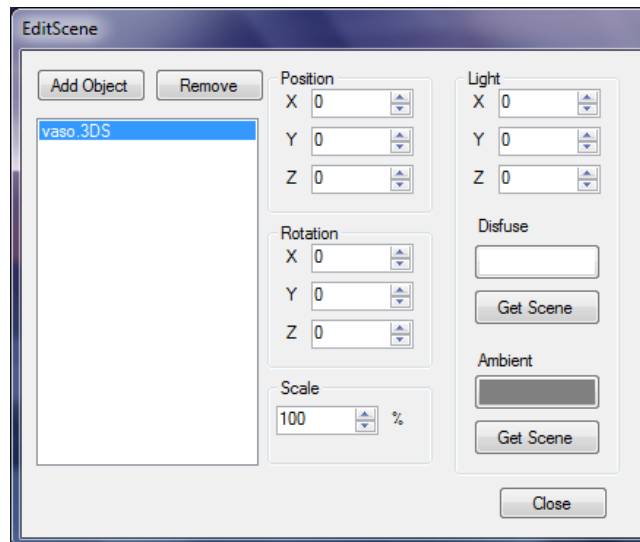 EditScene
Add Object
Remove
vaso.3DS
Position
X 0
Y 0
Z 0
Rotation
X 0
Y 0
Z 0
Scale
100 %
Light
X 0
Y 0
Z 0
Disfuse
Get Scene
Ambient
Get Scene
Close